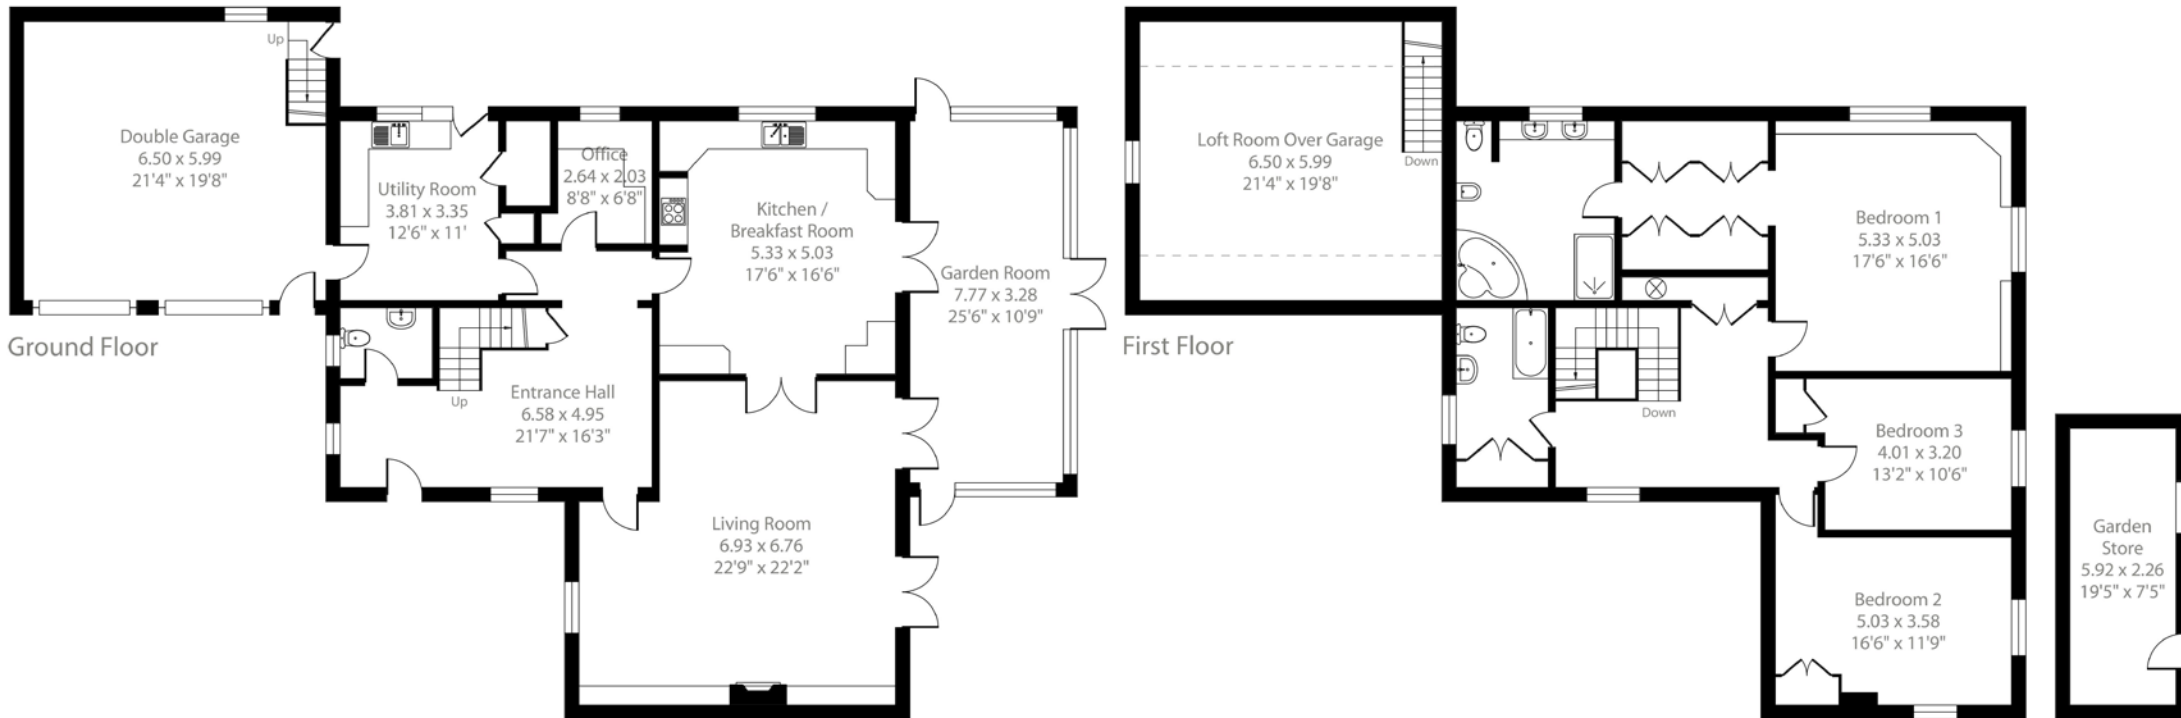 Up
Double Garage
6.50 x 5.99
21'4" x 19'8"
Utility Room
3.81 x 3.35
12'6" x 11'
Office
2.64 x 2.03
8'8" x 6'8"
Kitchen /
Breakfast Room
5.33 x 5.03
17'6" x 16'6"
Garden Room
7.77 x 3.28
25'6" x 10'9"
Ground Floor
Entrance Hall
6.58 x 4.95
21'7" x 16'3"
Up
Living Room
6.93 x 6.76
22'9" x 22'2"
Loft Room Over Garage
6.50 x 5.99
21'4" x 19'8"
Down
First Floor
Bedroom 1
5.33 x 5.03
17'6" x 16'6"
Down
Bedroom 3
4.01 x 3.20
13'2" x 10'6"
Bedroom 2
5.03 x 3.58
16'6" x 11'9"
Garden
Store
5.92 x 2.26
19'5" x 7'5"